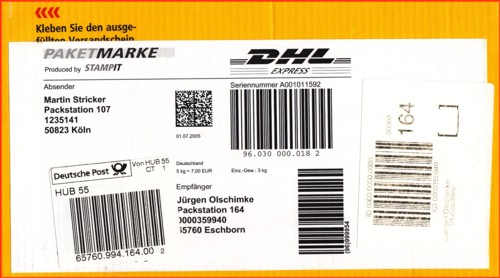 Kleben Sie den ausge-
füllten Versandschein
PAKETMARKE
Produced by STAMPIT
DHL
EXPRESS
Absender
Seriennummer A001011592
Martin Stricker
Packstation 107
1235141
50823 Köln
01.07.2005
96.030 000.018 2
Deutsche Post
Von HUB 55
CT 1
HUB 55
65760.994.164.00 2
Deutschland
5 kg = 7,00 EUR
Einz.-Gew.: 3 kg
Empfänger
Jürgen Olschimke
Packstation 164
0000359940
65760 Eschborn
(96)099954
164